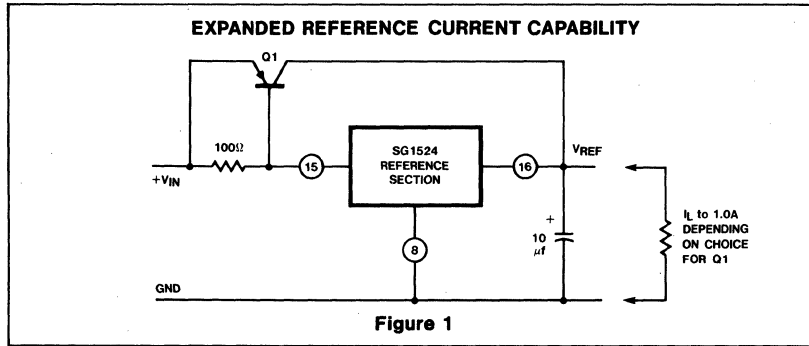 EXPANDED REFERENCE CURRENT CAPABILITY
Q1
100Ω
+VIN
15
SG1524
REFERENCE
SECTION
16
VREF
8
+
10
μf
IL to 1.0A
DEPENDING
ON CHOICE
FOR Q1
GND
Figure 1